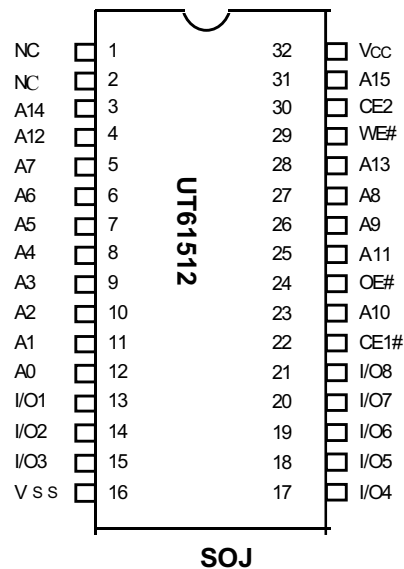 NC 1 32 Vcc
NC 2 31 A15
A14 3 30 CE2
A12 4 29 WE#
A7 5 28 A13
A6 6 27 A8
A5 7 26 A9
A4 8 25 A11
A3 9 24 OE#
A2 10 23 A10
A1 11 22 CE1#
A0 12 21 I/O8
I/O1 13 20 I/O7
I/O2 14 19 I/O6
I/O3 15 18 I/O5
Vss 16 17 I/O4
UT61512
SOJ